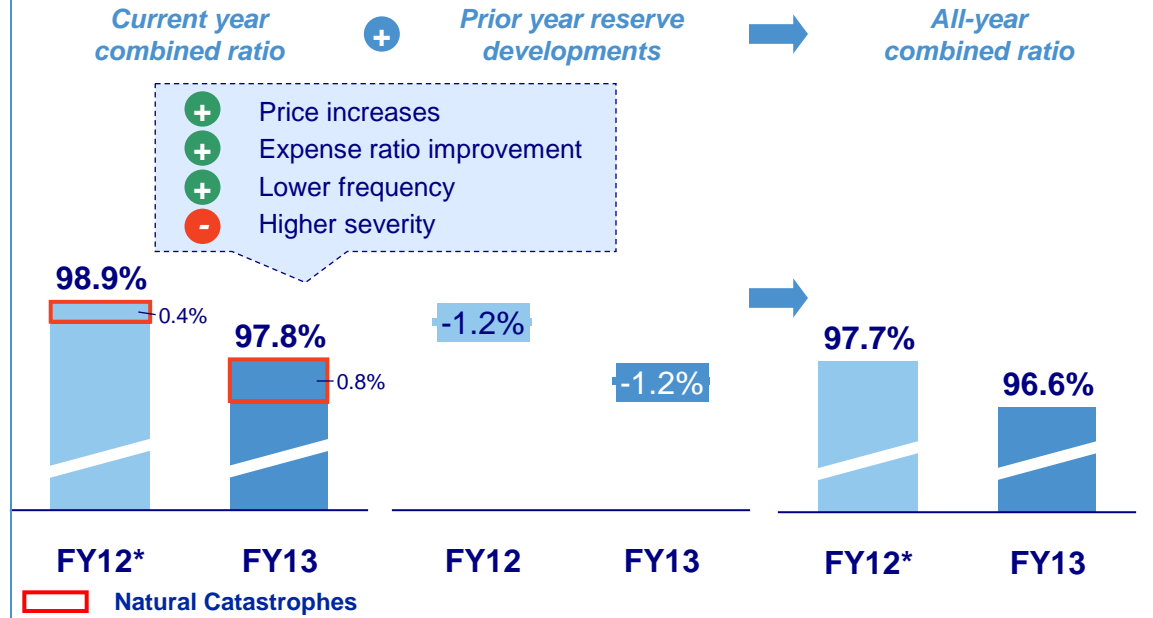 Current year
combined ratio
+
Prior year reserve
developments
All-year
combined ratio
+ Price increases
+ Expense ratio improvement
+ Lower frequency
- Higher severity
98.9%
0.4%
97.8%
0.8%
-1.2%
-1.2%
97.7%
96.6%
FY12*
FY13
FY12
FY13
FY12*
FY13
Natural Catastrophes